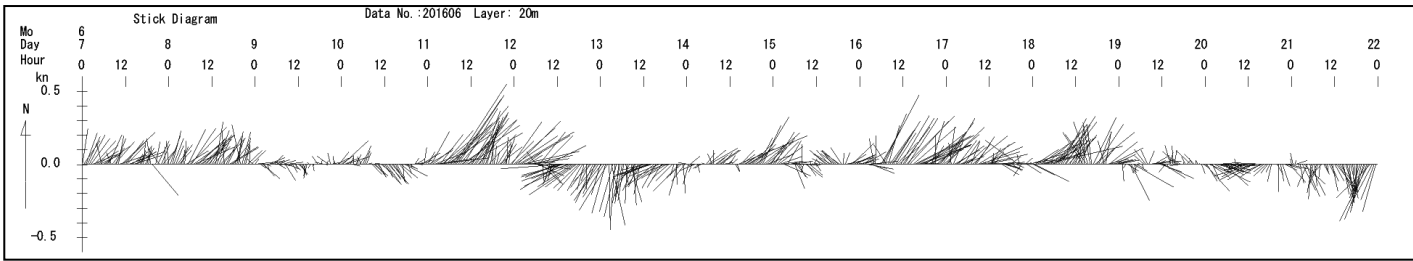 Stick Diagram Data No.:201606 Layer: 20m
Mo 6
Day 7 8 9 10 11 12 13 14 15 16 17 18 19 20 21 22
Hour 0 12 0 12 0 12 0 12 0 12 0 12 0 12 0 12 0 12 0 12 0 12 0 12 0 12 0 12 0 12 0
kn
0.5
N
0.0
-0.5